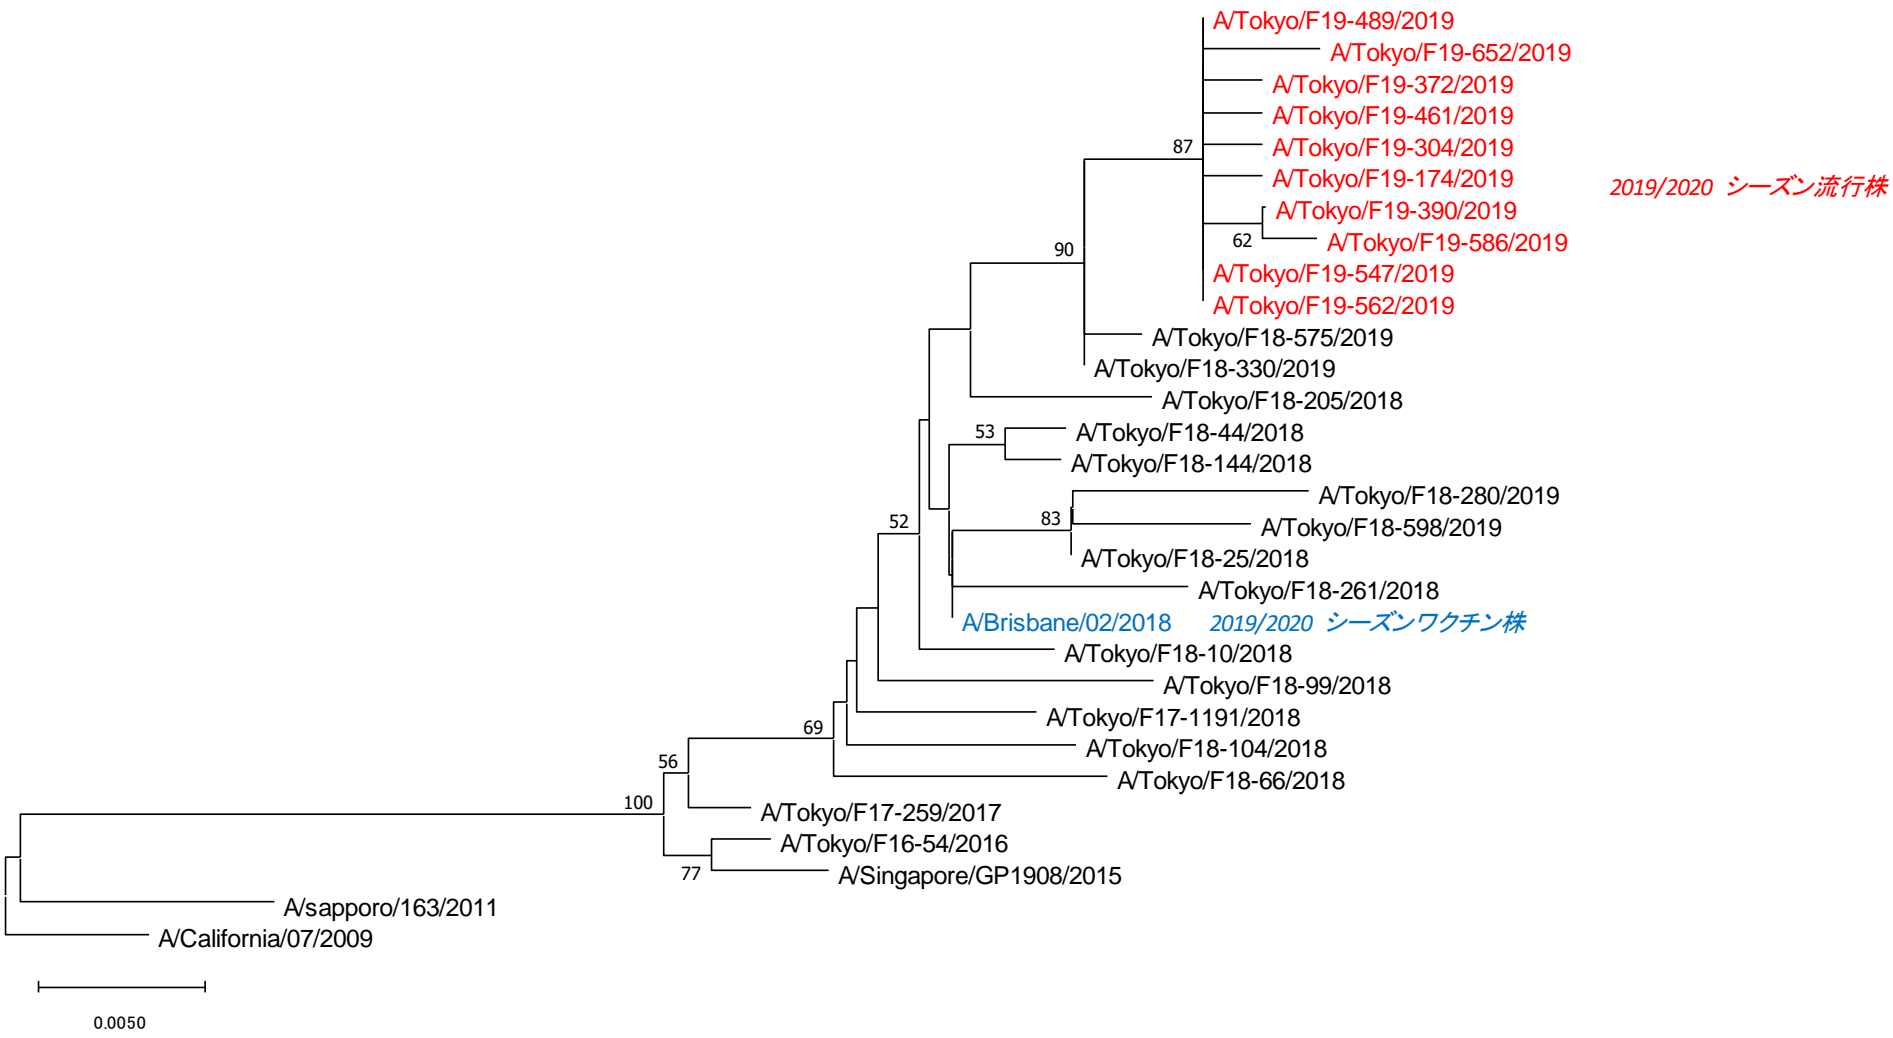 A/Tokyo/F19-489/2019
A/Tokyo/F19-652/2019
A/Tokyo/F19-372/2019
A/Tokyo/F19-461/2019
A/Tokyo/F19-304/2019
87
A/Tokyo/F19-174/2019
2019/2020 シーズン流行株
A/Tokyo/F19-390/2019
62
A/Tokyo/F19-586/2019
90
A/Tokyo/F19-547/2019
A/Tokyo/F19-562/2019
A/Tokyo/F18-575/2019
A/Tokyo/F18-330/2019
A/Tokyo/F18-205/2018
53
A/Tokyo/F18-44/2018
A/Tokyo/F18-144/2018
A/Tokyo/F18-280/2019
52
83
A/Tokyo/F18-598/2019
A/Tokyo/F18-25/2018
A/Tokyo/F18-261/2018
A/Brisbane/02/2018 2019/2020 シーズンワクチン株
A/Tokyo/F18-10/2018
A/Tokyo/F18-99/2018
A/Tokyo/F17-1191/2018
69
A/Tokyo/F18-104/2018
56
A/Tokyo/F18-66/2018
100
A/Tokyo/F17-259/2017
A/Tokyo/F16-54/2016
77
A/Singapore/GP1908/2015
A/sapporo/163/2011
A/California/07/2009
0.0050